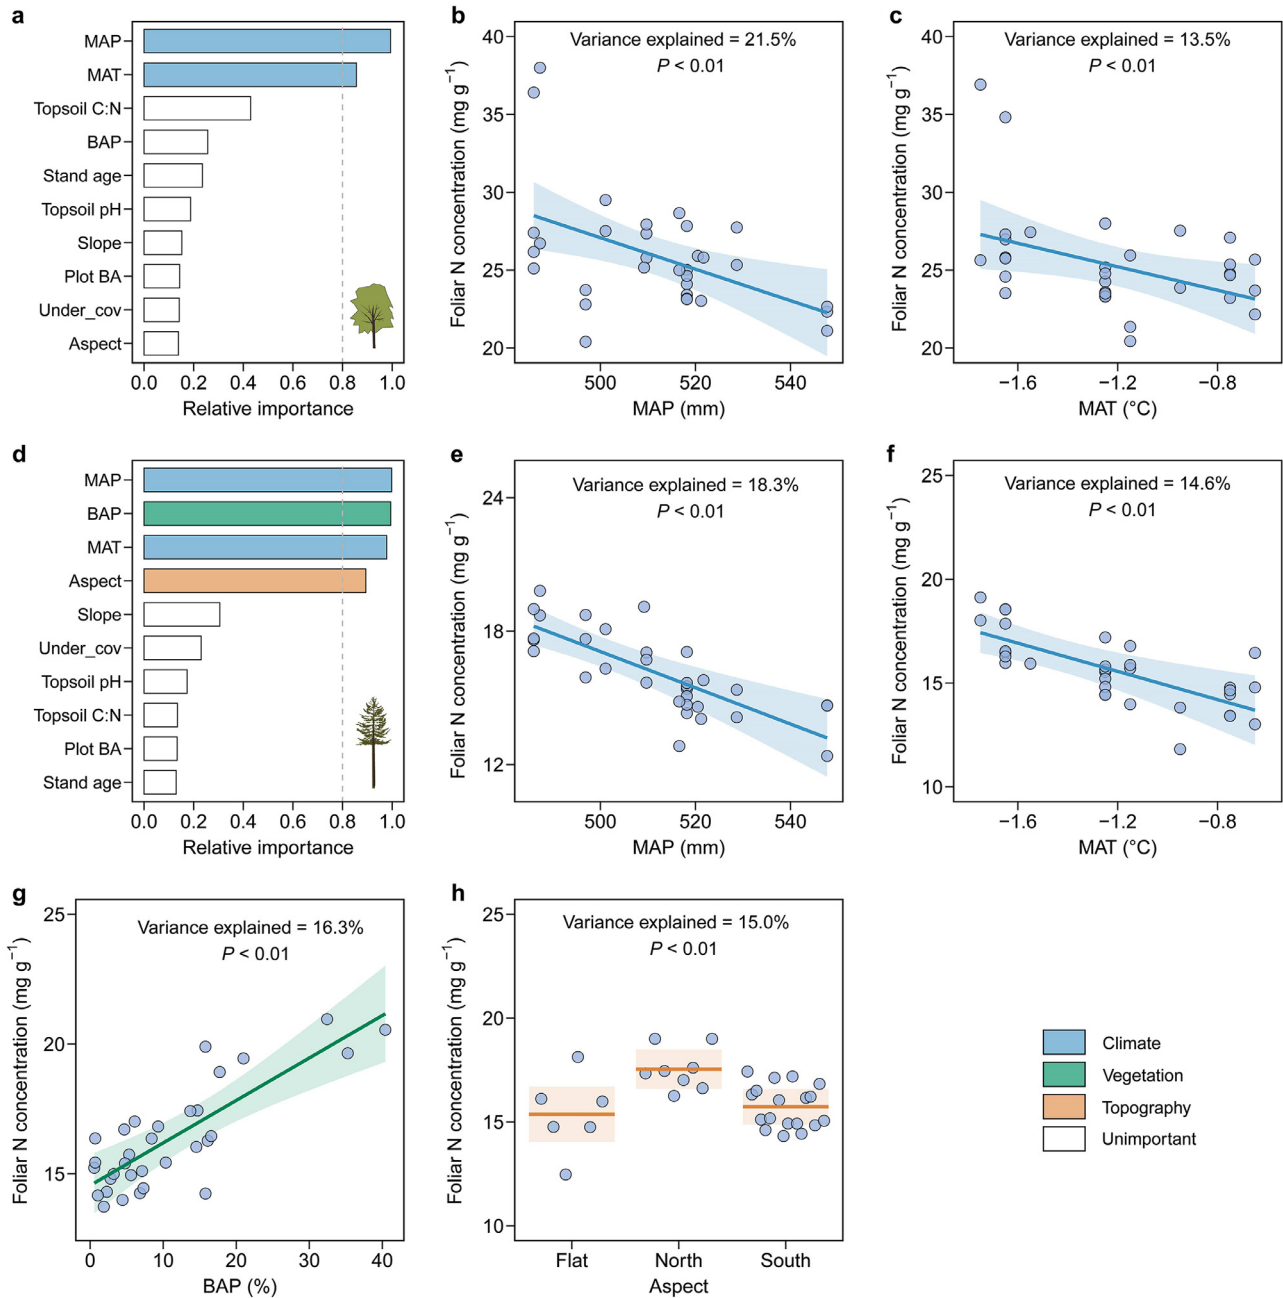 a
MAP
MAT
Topsoil C:N
BAP
Stand age
Topsoil pH
Slope
Plot BA
Under_cov
Aspect
0.0 0.2 0.4 0.6 0.8 1.0
Relative importance
b
Variance explained = 21.5%
P < 0.01
Foliar N concentration (mg g⁻¹)
40
35
30
25
20
500 520 540
MAP (mm)
c
Variance explained = 13.5%
P < 0.01
Foliar N concentration (mg g⁻¹)
40
35
30
25
20
−1.6 −1.2 −0.8
MAT (°C)
d
MAP
BAP
MAT
Aspect
Slope
Under_cov
Topsoil pH
Topsoil C:N
Plot BA
Stand age
0.0 0.2 0.4 0.6 0.8 1.0
Relative importance
e
Variance explained = 18.3%
P < 0.01
Foliar N concentration (mg g⁻¹)
24
18
12
500 520 540
MAP (mm)
f
Variance explained = 14.6%
P < 0.01
Foliar N concentration (mg g⁻¹)
25
20
15
10
−1.6 −1.2 −0.8
MAT (°C)
g
Variance explained = 16.3%
P < 0.01
Foliar N concentration (mg g⁻¹)
25
20
15
0 10 20 30 40
BAP (%)
h
Variance explained = 15.0%
P < 0.01
Foliar N concentration (mg g⁻¹)
25
20
15
10
Flat North South
Aspect
Climate
Vegetation
Topography
Unimportant